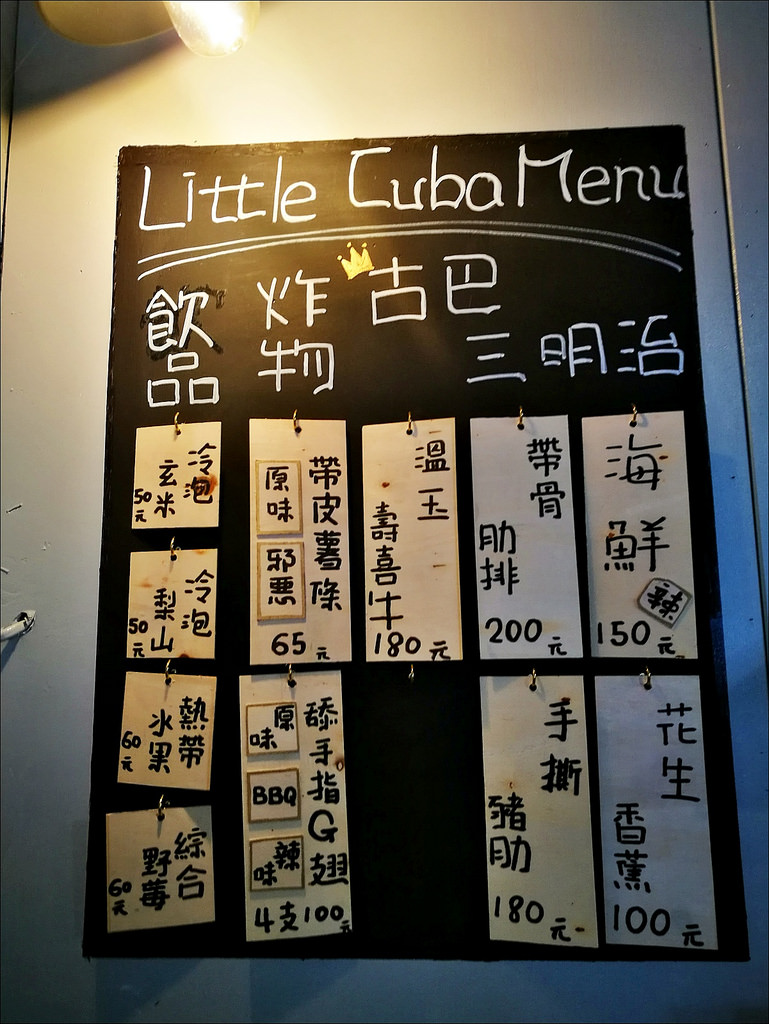 Little Cuba Menu
飲品
炸物
古巴
三明治
冷泡
玄米
50元
冷泡
梨山
50元
熱帶
水果
60元
綜合
野莓
60元
帶皮薯條
原味
邪惡
65元
舔手指G翅
原味
BBQ
辣味
4支100元
溫玉
壽喜牛
180元
帶骨
肋排
200元
海鮮
辣
150元
手撕
豬肋
180元
花生
香蕉
100元